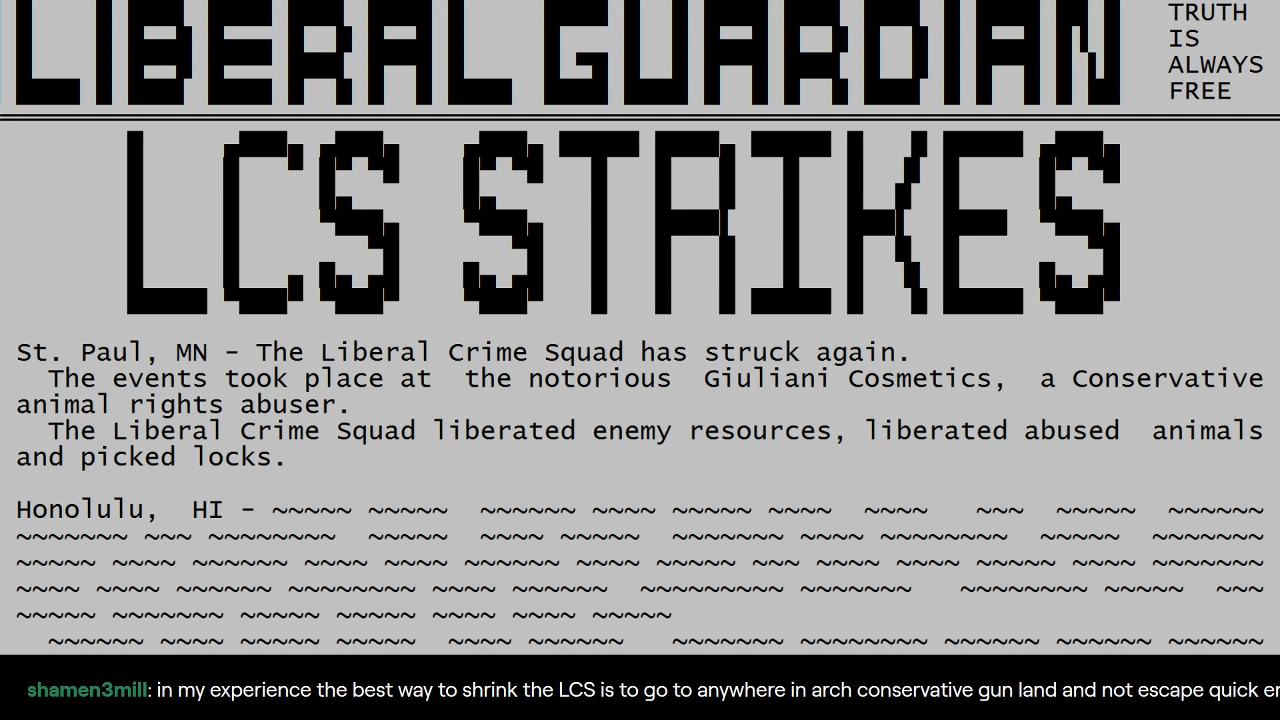 LIBERAL GUARDIAN
TRUTH
IS
ALWAYS
FREE
LCS STRIKES
St. Paul, MN - The Liberal Crime Squad has struck again.
The events took place at the notorious Giuliani Cosmetics, a Conservative
animal rights abuser.
The Liberal Crime Squad liberated enemy resources, liberated abused animals
and picked locks.
Honolulu, HI - ~~~~~ ~~~~~ ~~~~~~ ~~~~ ~~~~~ ~~~~ ~~~~ ~~~ ~~~~~ ~~~~~~
~~~~~~~ ~~~ ~~~~~~~~ ~~~~~ ~~~~ ~~~~~ ~~~~~~~ ~~~~ ~~~~~~~~ ~~~~~ ~~~~~~~
~~~~~ ~~~~ ~~~~~~ ~~~~ ~~~~ ~~~~~~ ~~~~ ~~~~~ ~~~ ~~~~ ~~~~ ~~~~~ ~~~~ ~~~~~~~
~~~~ ~~~~ ~~~~~~ ~~~~~~~~ ~~~~ ~~~~~~ ~~~~~~~~~ ~~~~~~~ ~~~~~~~~ ~~~~~ ~~~
~~~~~ ~~~~~~~ ~~~~~ ~~~~~ ~~~~ ~~~~ ~~~~~
~~~~~~ ~~~~ ~~~~~ ~~~~~ ~~~~ ~~~~~~ ~~~~~~~ ~~~~~~~~ ~~~~~~ ~~~~~~ ~~~~~~
shamen3mill: in my experience the best way to shrink the LCS is to go to anywhere in arch conservative gun land and not escape quick